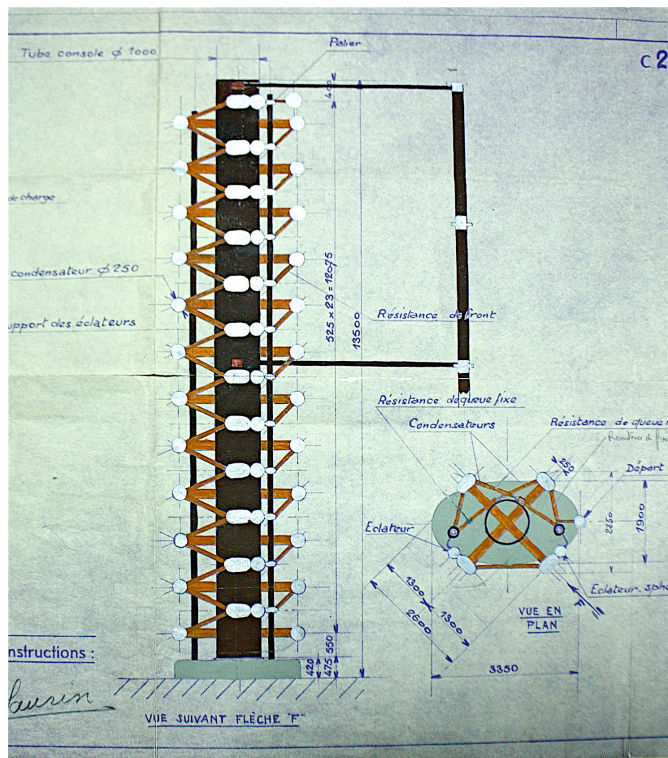 Tube console ϕ 1000
Palier
C2
400
de charge
condensateur ϕ 250
support des éclateurs
525 x 23 = 12075
13500
Résistance de front
Résistance de queue fixe
Condensateurs
Résistance de queue
250
Départ
Eclateur
2250
1900
Eclateur sph
1300
1300
2600
F
VUE EN
PLAN
3350
550
420
475
nstructions :
VUE SUIVANT FLÈCHE "F"